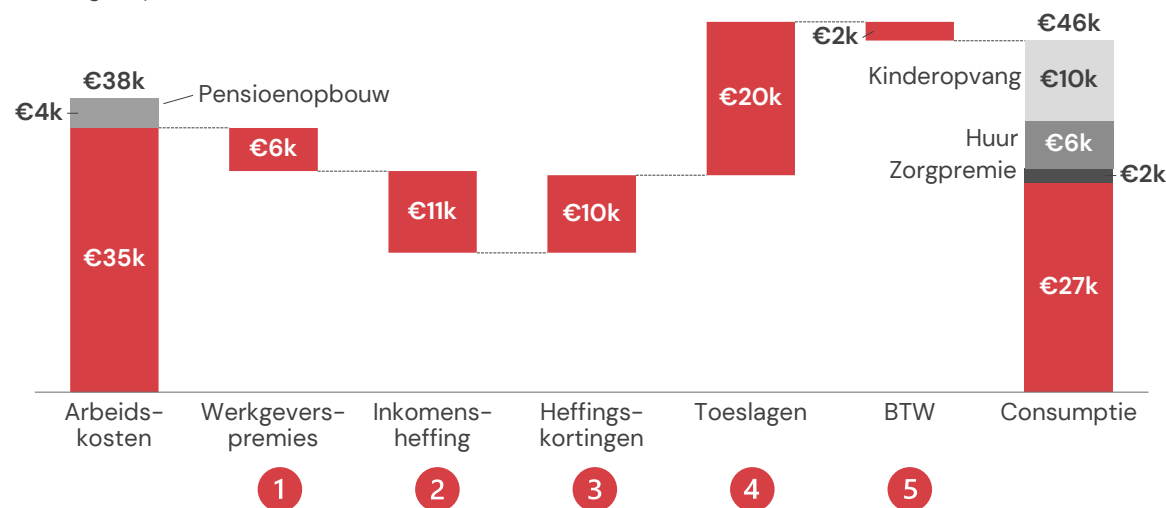 €38k
€4k
Pensioenopbouw
€35k
€6k
€11k
€10k
€20k
€2k
€46k
Kinderopvang
€10k
Huur
€6k
Zorgpremie
€2k
€27k
Arbeids-
kosten
Werkgevers-
premies
Inkomens-
heffing
Heffings-
kortingen
Toeslagen
BTW
Consumptie
1
2
3
4
5